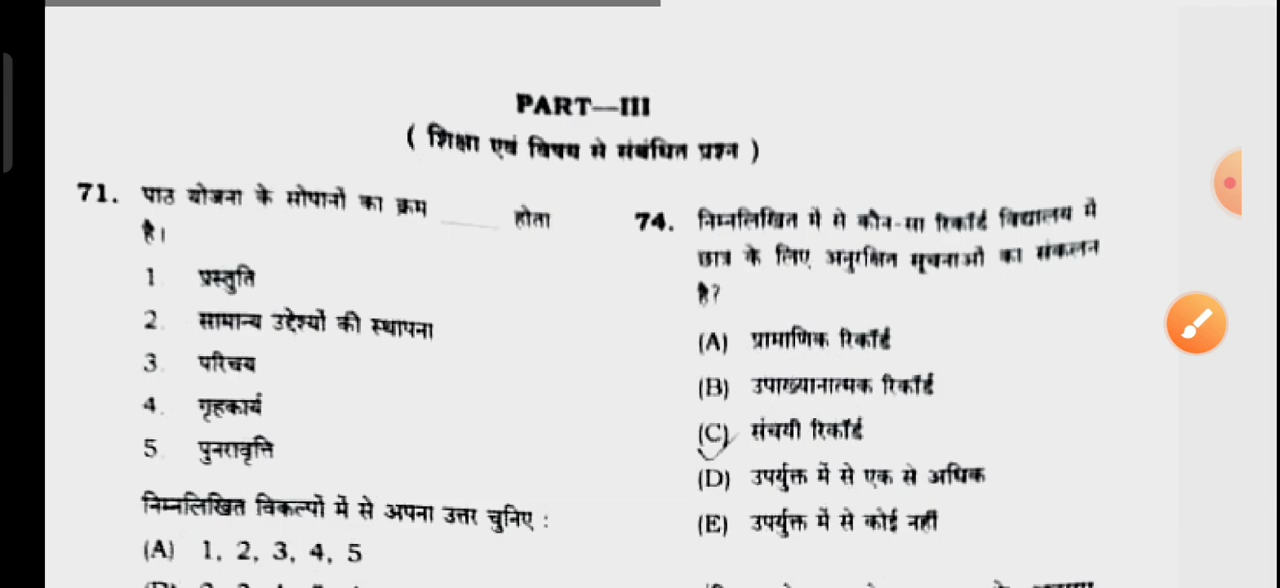 PART—III
( शिक्षा एवं विषय से संबंधित प्रश्न )
71. पाठ योजना के सोपानों का क्रम ____ होता
है।
1. प्रस्तुति
2. सामान्य उद्देश्यों की स्थापना
3. परिचय
4. गृहकार्य
5. पुनरावृत्ति
निम्नलिखित विकल्पों में से अपना उत्तर चुनिए :
(A) 1, 2, 3, 4, 5
74. निम्नलिखित में से कौन-सा रिकॉर्ड विद्यालय में
छात्र के लिए अनुरक्षित सूचनाओं का संकलन
है?
(A) प्रामाणिक रिकॉर्ड
(B) उपाख्यानात्मक रिकॉर्ड
(C) संचयी रिकॉर्ड
(D) उपर्युक्त में से एक से अधिक
(E) उपर्युक्त में से कोई नहीं